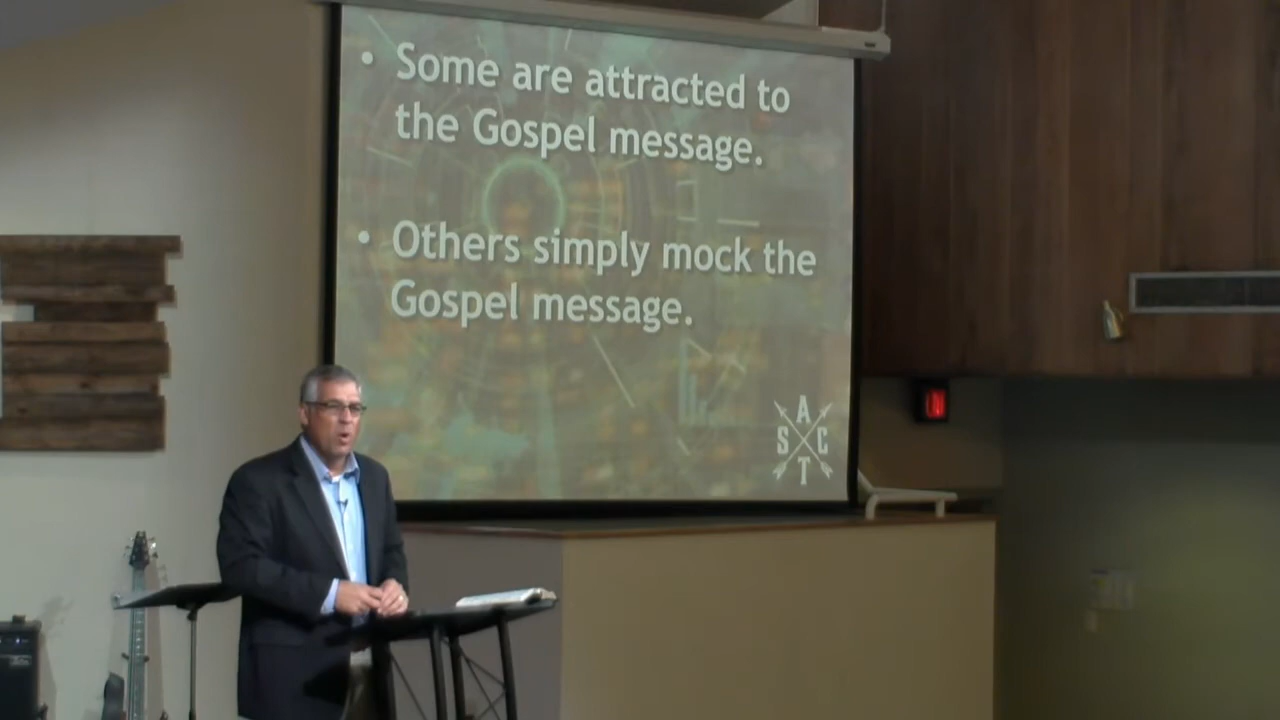 • Some are attracted to
the Gospel message.
• Others simply mock the
Gospel message.
A
S C
T